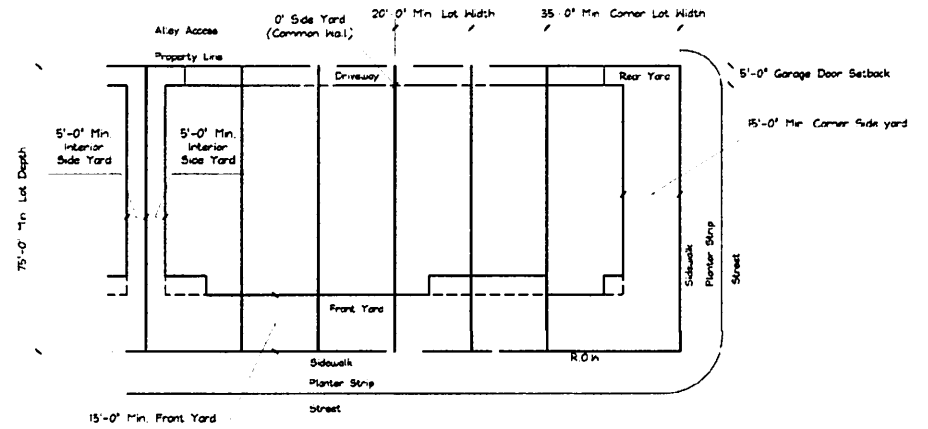 0' Side Yard
(Common Wall)
20'-0" Min Lot Width
35'-0" Min Corner Lot Width
Alley Access
Property Line
Driveway
Rear Yard
5'-0" Garage Door Setback
5'-0" Min.
Interior
Side Yard
5'-0" Min.
Interior
Side Yard
15'-0" Min Corner Side yard
75'-0" Min Lot Depth
Sidewalk
Planter Strip
Street
Front Yard
Sidewalk
R.O.W
Planter Strip
Street
15'-0" Min. Front Yard